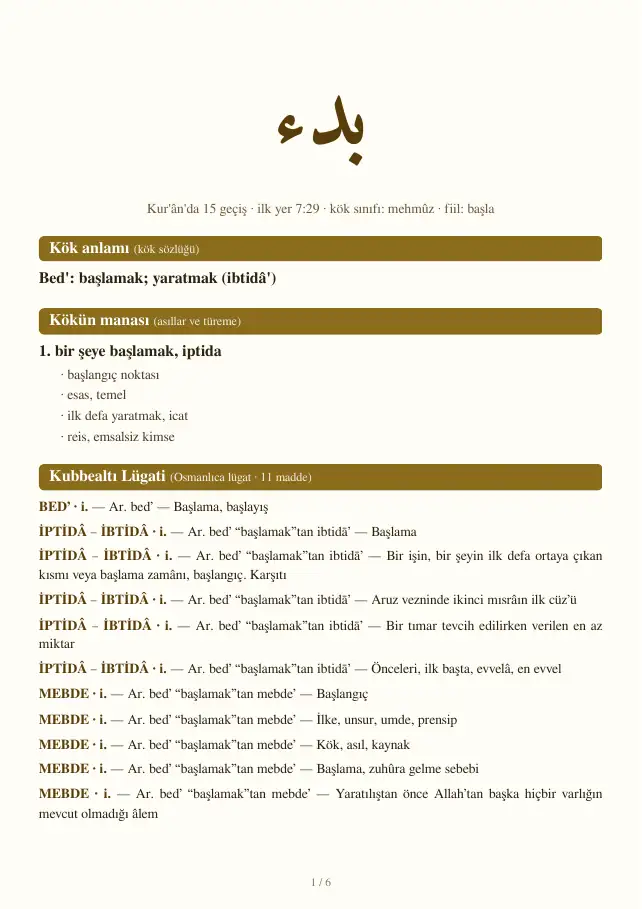 بدء
Kur'ân'da 15 geçiş · ilk yer 7:29 · kök sınıfı: mehmûz · fiil: başla
Kök anlamı (kök sözlüğü)
Bed': başlamak; yaratmak (ibtidâ')
Kökün manası (asıllar ve türeme)
1. bir şeye başlamak, iptida
· başlangıç noktası
· esas, temel
· ilk defa yaratmak, icat
· reis, emsalsiz kimse
Kubbealtı Lügati (Osmanlıca lügat · 11 madde)
BED’ · i. — Ar. bed’ — Başlama, başlayış
İPTİDÂ – İBTİDÂ · i. — Ar. bed’ “başlamak”tan ibtidā’ — Başlama
İPTİDÂ – İBTİDÂ · i. — Ar. bed’ “başlamak”tan ibtidā’ — Bir işin, bir şeyin ilk defa ortaya çıkan
kısmı veya başlama zamânı, başlangıç. Karşıtı
İPTİDÂ – İBTİDÂ · i. — Ar. bed’ “başlamak”tan ibtidā’ — Aruz vezninde ikinci mısrâın ilk cüz’ü
İPTİDÂ – İBTİDÂ · i. — Ar. bed’ “başlamak”tan ibtidā’ — Bir tımar tevcih edilirken verilen en az
miktar
İPTİDÂ – İBTİDÂ · i. — Ar. bed’ “başlamak”tan ibtidā’ — Önceleri, ilk başta, evvelâ, en evvel
MEBDE · i. — Ar. bed’ “başlamak”tan mebde’ — Başlangıç
MEBDE · i. — Ar. bed’ “başlamak”tan mebde’ — İlke, unsur, umde, prensip
MEBDE · i. — Ar. bed’ “başlamak”tan mebde’ — Kök, asıl, kaynak
MEBDE · i. — Ar. bed’ “başlamak”tan mebde’ — Başlama, zuhûra gelme sebebi
MEBDE · i. — Ar. bed’ “başlamak”tan mebde’ — Yaratılıştan önce Allah’tan başka hiçbir varlığın
mevcut olmadığı âlem
1 / 6